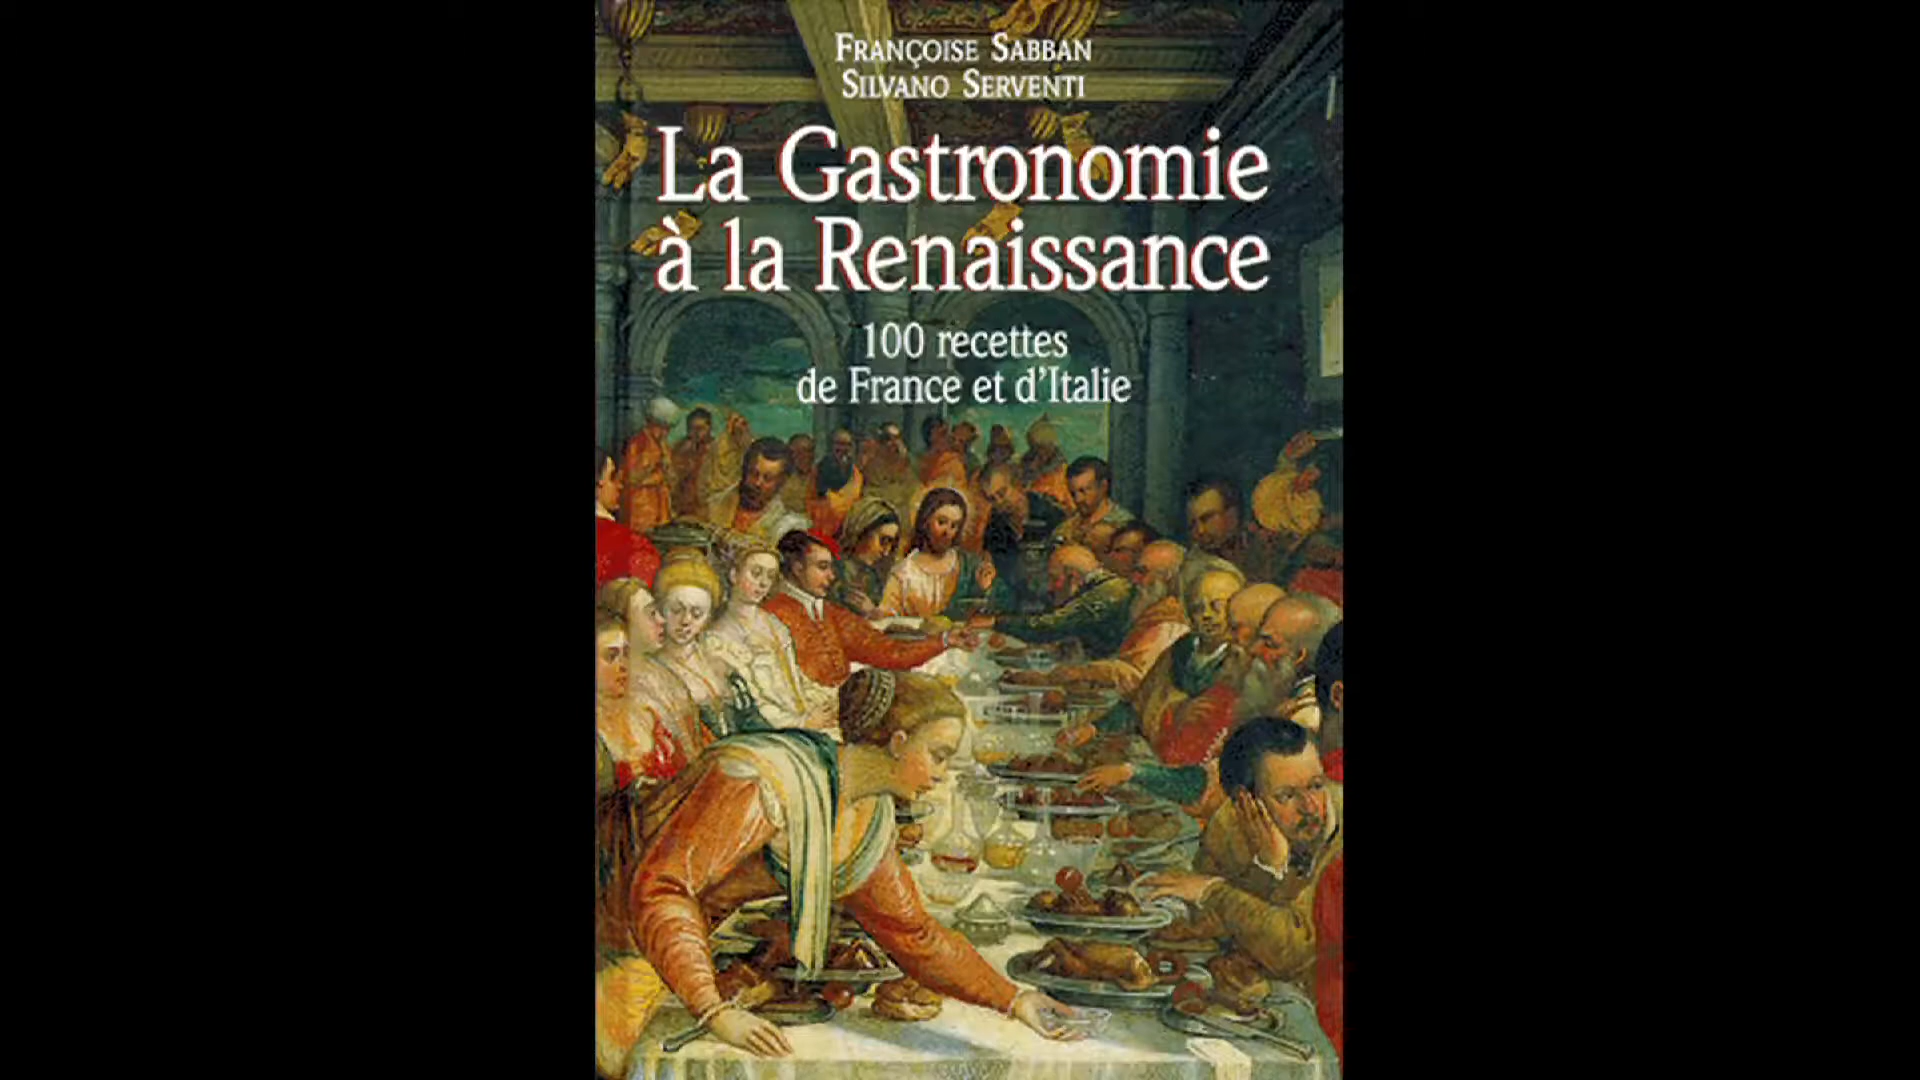 Françoise Sabban
Silvano Serventi
La Gastronomie
à la Renaissance
100 recettes
de France et d'Italie